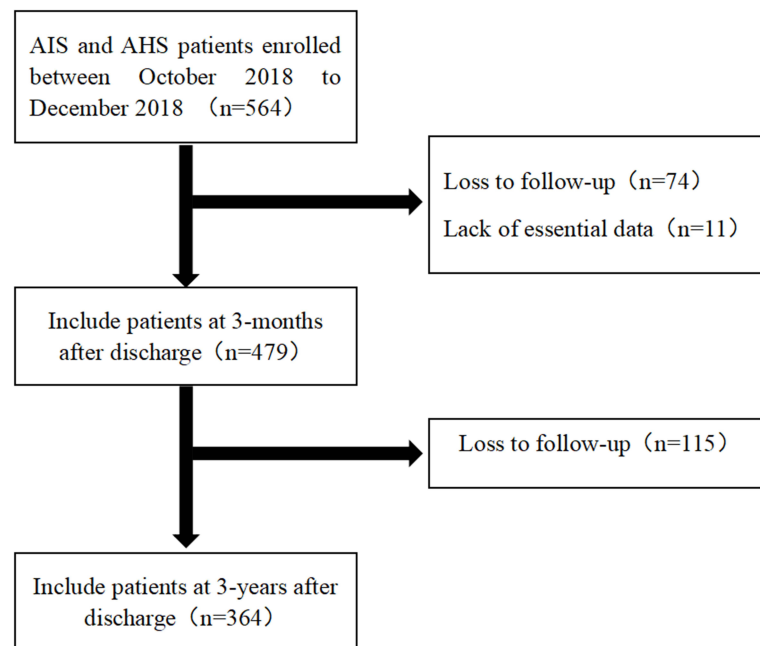 AIS and AHS patients enrolled
between October 2018 to
December 2018 （n=564）
Loss to follow-up（n=74）
Lack of essential data（n=11）
Include patients at 3-months
after discharge（n=479）
Loss to follow-up（n=115）
Include patients at 3-years after
discharge（n=364）